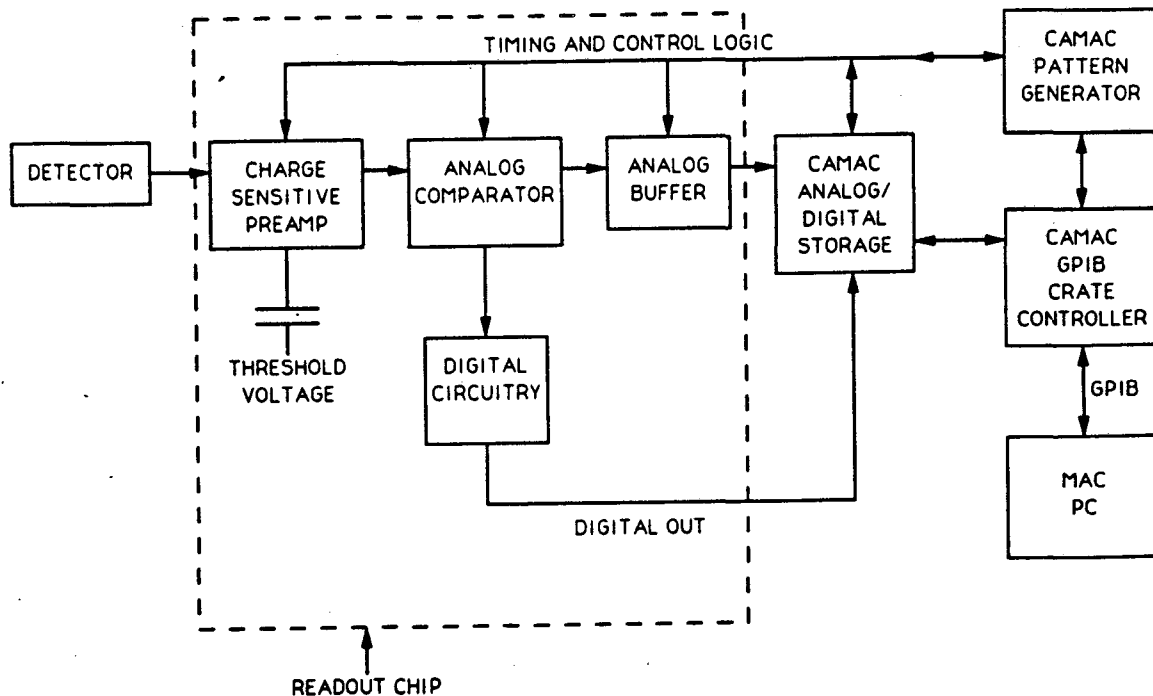 TIMING AND CONTROL LOGIC
CAMAC
PATTERN
GENERATOR
DETECTOR
CHARGE
SENSITIVE
PREAMP
ANALOG
COMPARATOR
ANALOG
BUFFER
CAMAC
ANALOG/
DIGITAL
STORAGE
CAMAC
GPIB
CRATE
CONTROLLER
THRESHOLD
VOLTAGE
DIGITAL
CIRCUITRY
GPIB
MAC
PC
DIGITAL OUT
READOUT CHIP